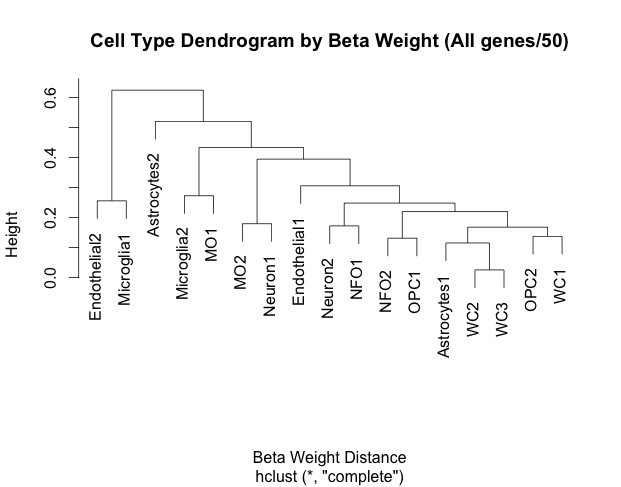 Cell Type Dendrogram by Beta Weight (All genes/50)
Height
0.6
0.4
0.2
0.0
Endothelial2
Microglia1
Astrocytes2
Microglia2
MO1
MO2
Neuron1
Endothelial1
Neuron2
NFO1
NFO2
OPC1
Astrocytes1
WC2
WC3
OPC2
WC1
Beta Weight Distance
hclust (*, "complete")